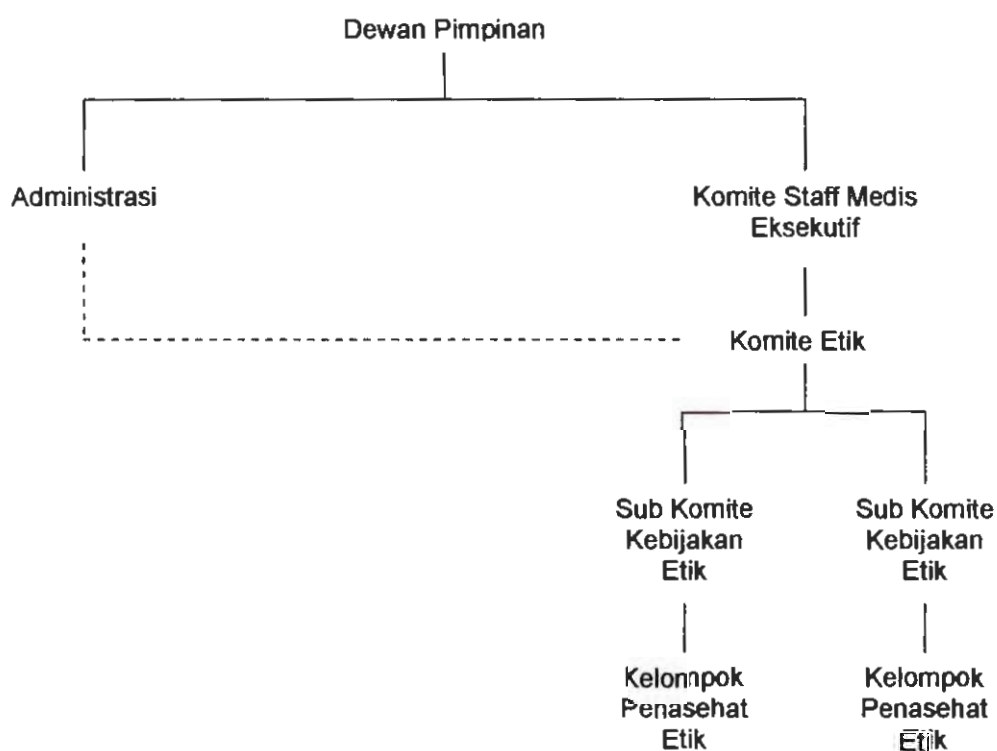 Dewan Pimpinan
Administrasi
Komite Staff Medis
Eksekutif
Komite Etik
Sub Komite
Kebijakan
Etik
Sub Komite
Kebijakan
Etik
Kelompok
Penasehat
Etik
Kelompok
Penasehat
Etik